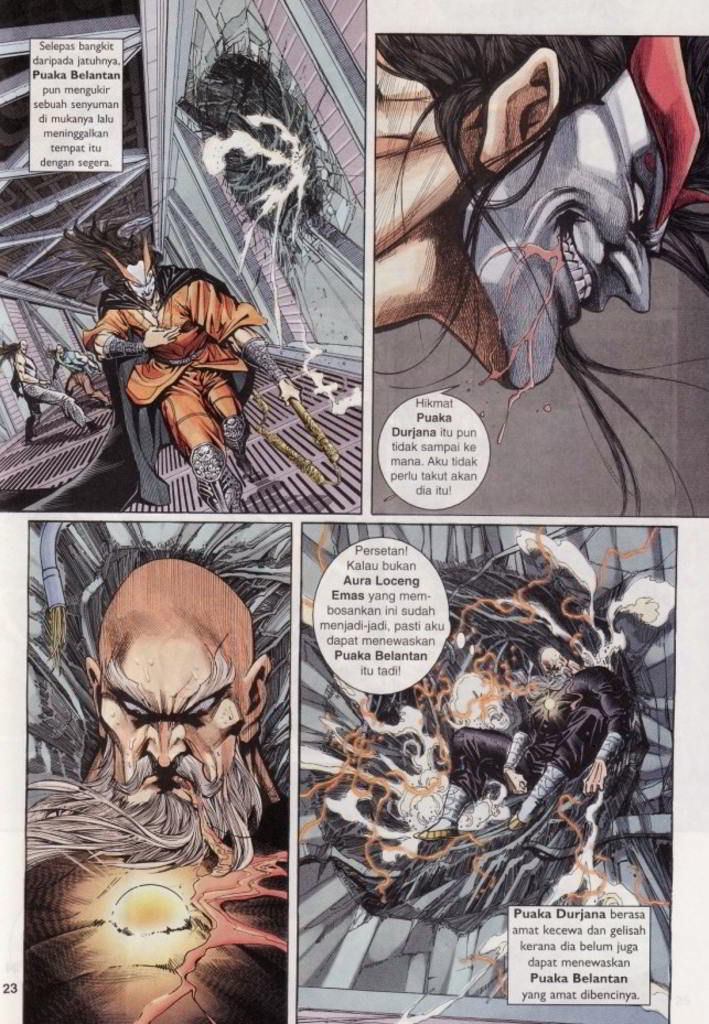 Selepas bangkit
daripada jatuhnya,
Puaka Belantan
pun mengukir
sebuah senyuman
di mukanya lalu
meninggalkan
tempat itu
dengan segera.
Hikmat
Puaka
Durjana itu pun
tidak sampai ke
mana. Aku tidak
perlu takut akan
dia itu!
Persetan!
Kalau bukan
Aura Loceng
Emas yang mem-
bosankan ini sudah
menjadi-jadi, pasti aku
dapat menewaskan
Puaka Belantan
itu tadi!
Puaka Durjana berasa
amat kecewa dan gelisah
kerana dia belum juga
dapat menewaskan
Puaka Belantan
yang amat dibencinya.
23